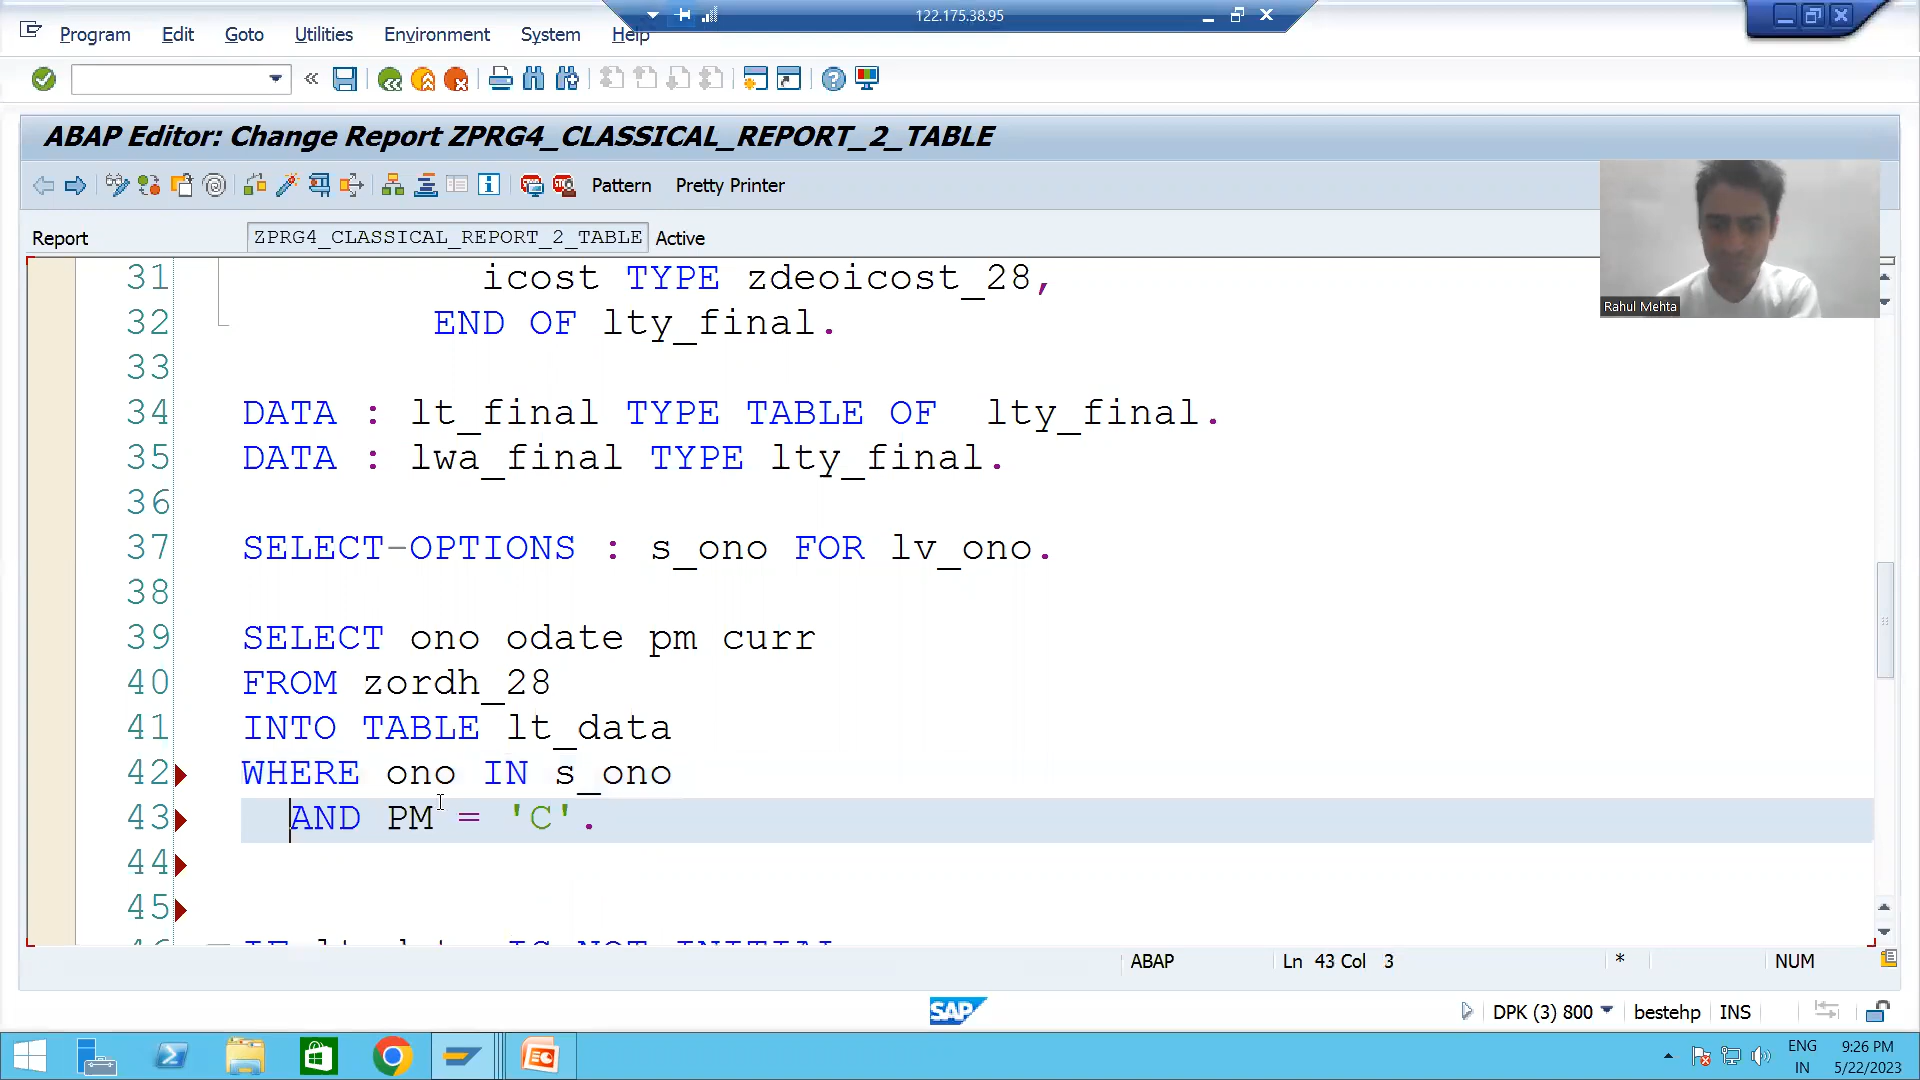 122.175.38.95
Program Edit Goto Utilities Environment System Help
ABAP Editor: Change Report ZPRG4_CLASSICAL_REPORT_2_TABLE
Pattern Pretty Printer
Report ZPRG4_CLASSICAL_REPORT_2_TABLE Active
Rahul Mehta
31 icost TYPE zdeoicost_28,
32 END OF lty_final.
33
34 DATA : lt_final TYPE TABLE OF lty_final.
35 DATA : lwa_final TYPE lty_final.
36
37 SELECT-OPTIONS : s_ono FOR lv_ono.
38
39 SELECT ono odate pm curr
40 FROM zordh_28
41 INTO TABLE lt_data
42 WHERE ono IN s_ono
43 AND PM = 'C'.
44
45
ABAP Ln 43 Col 3 * NUM
SAP DPK (3) 800 bestehp INS
ENG 9:26 PM
IN 5/22/2023